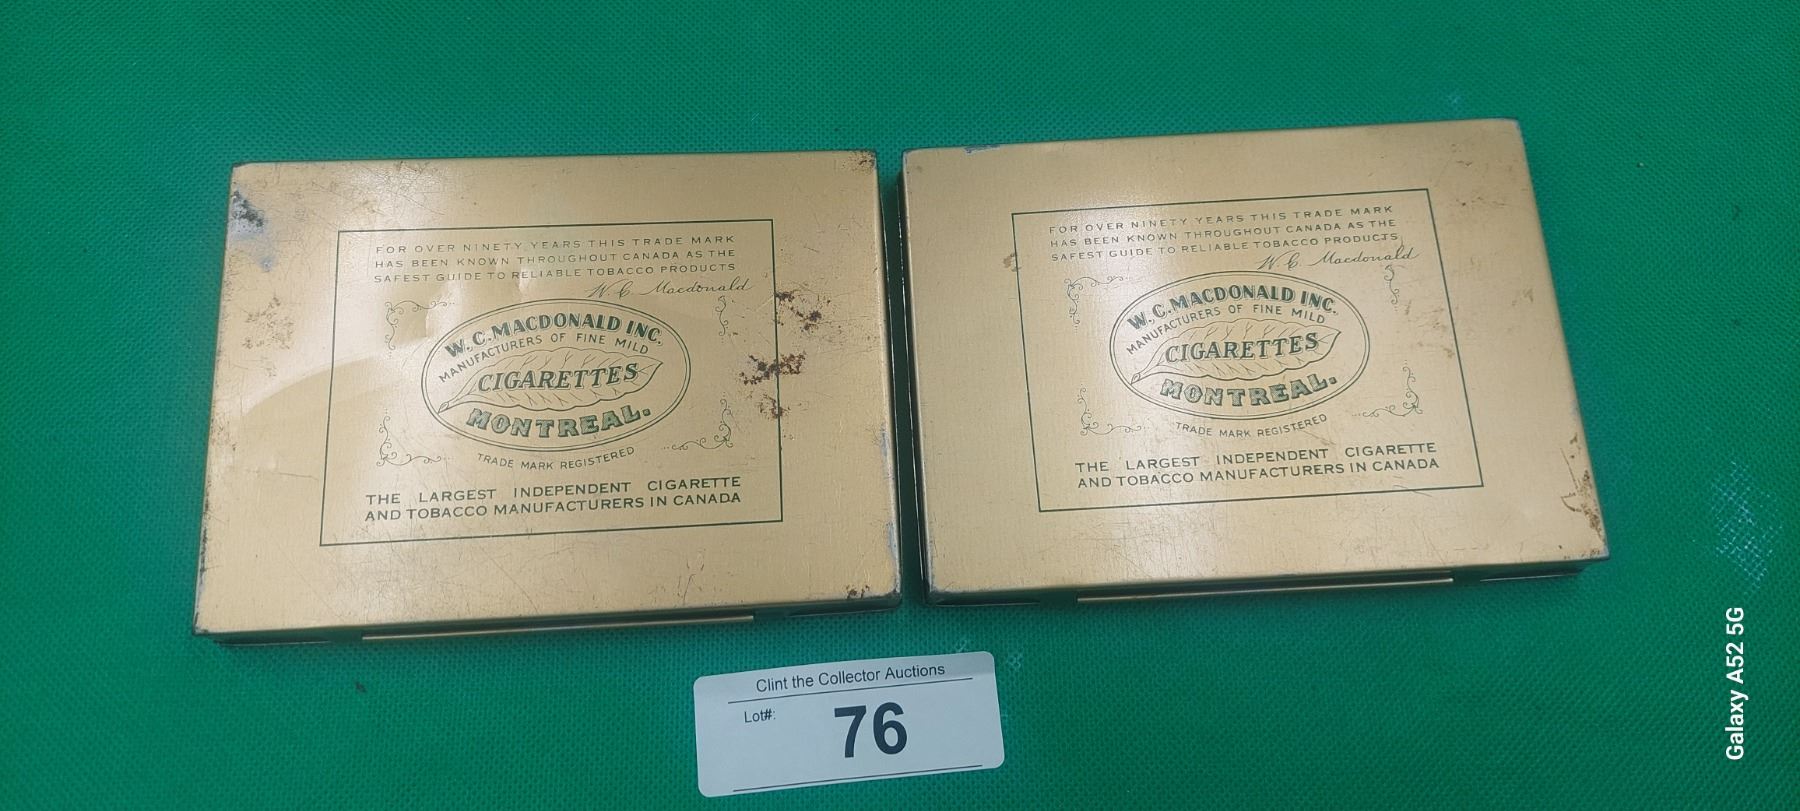 FOR OVER NINETY YEARS THIS TRADE MARK
HAS BEEN KNOWN THROUGHOUT CANADA AS THE
SAFEST GUIDE TO RELIABLE TOBACCO PRODUCTS
W. C. Macdonald
W. C. MACDONALD INC.
MANUFACTURERS OF FINE MILD
CIGARETTES
MONTREAL.
TRADE MARK REGISTERED
THE LARGEST INDEPENDENT CIGARETTE
AND TOBACCO MANUFACTURERS IN CANADA
FOR OVER NINETY YEARS THIS TRADE MARK
HAS BEEN KNOWN THROUGHOUT CANADA AS THE
SAFEST GUIDE TO RELIABLE TOBACCO PRODUCTS
W. C. Macdonald
W. C. MACDONALD INC.
MANUFACTURERS OF FINE MILD
CIGARETTES
MONTREAL.
TRADE MARK REGISTERED
THE LARGEST INDEPENDENT CIGARETTE
AND TOBACCO MANUFACTURERS IN CANADA
Clint the Collector Auctions
Lot#: 76
Galaxy A52 5G